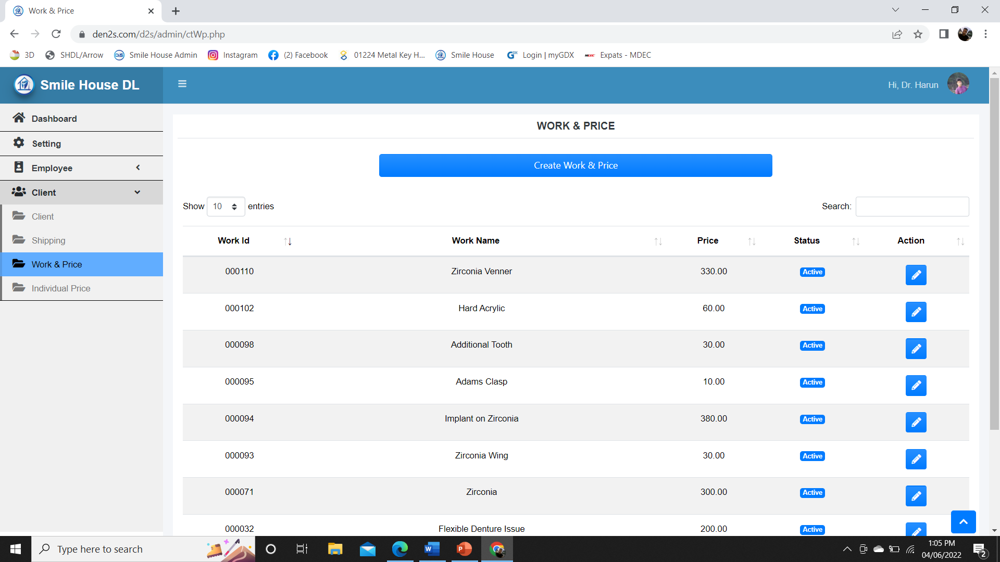 Work & Price
den2s.com/d2s/admin/ctWp.php
3D SHDL/Arrow Smile House Admin Instagram (2) Facebook 01224 Metal Key H... Smile House Login | myGDX Expats - MDEC
Smile House DL
Hi, Dr. Harun
Dashboard
Setting
Employee
Client
Client
Shipping
Work & Price
Individual Price
WORK & PRICE
Create Work & Price
Show 10 entries
Search:
Work Id Work Name Price Status Action
000110 Zirconia Venner 330.00 Active
000102 Hard Acrylic 60.00 Active
000098 Additional Tooth 30.00 Active
000095 Adams Clasp 10.00 Active
000094 Implant on Zirconia 380.00 Active
000093 Zirconia Wing 30.00 Active
000071 Zirconia 300.00 Active
000032 Flexible Denture Issue 200.00 Active
Type here to search
1:05 PM
04/06/2022
2